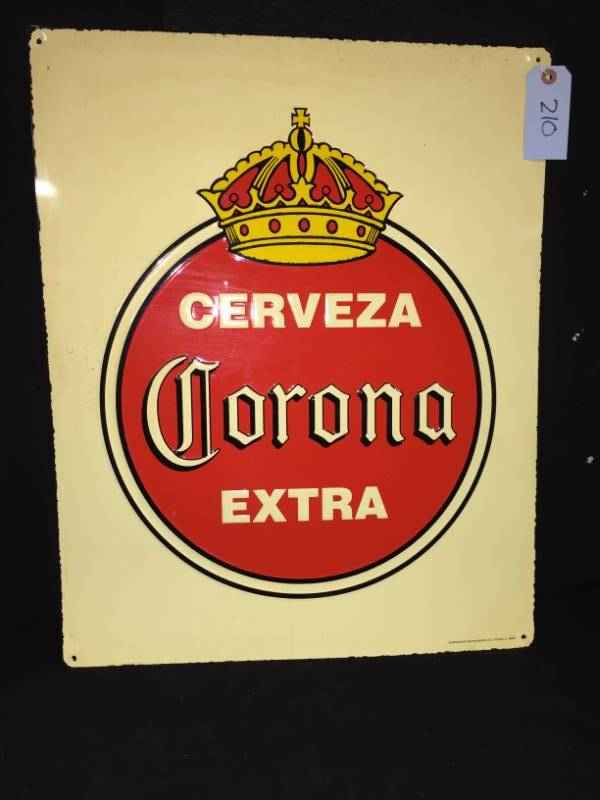 210
CERVEZA
Corona
EXTRA